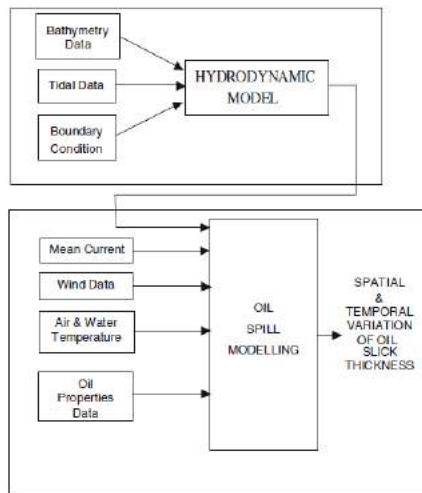 Bathymetry
Data
Tidal Data
Boundary
Condition
HYDRODYNAMIC
MODEL
Mean Current
Wind Data
Air & Water
Temperature
Oil
Properties
Data
OIL
SPILL
MODELLING
SPATIAL
&
TEMPORAL
VARIATION
OF OIL
SLICK
THICKNESS